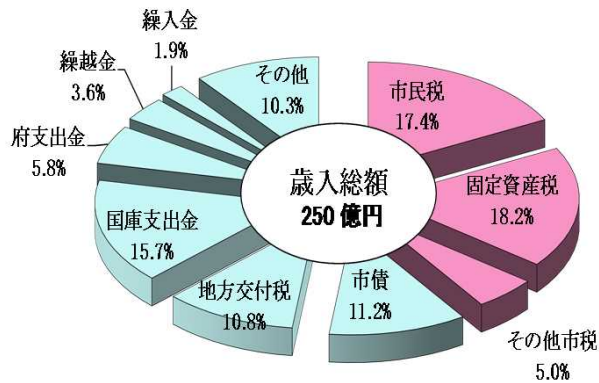 歳入総額
250 億円
市民税
17.4%
固定資産税
18.2%
その他市税
5.0%
市債
11.2%
地方交付税
10.8%
国庫支出金
15.7%
府支出金
5.8%
繰越金
3.6%
繰入金
1.9%
その他
10.3%